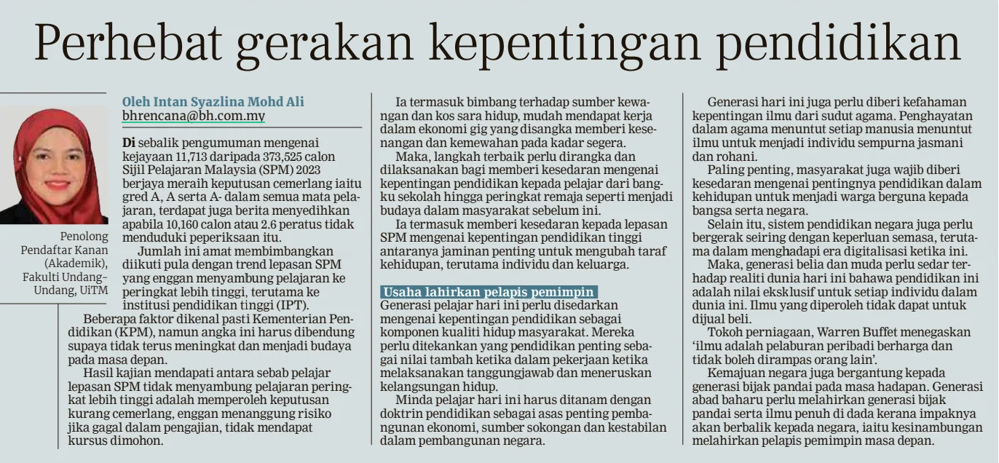 Perhebat gerakan kepentingan pendidikan
Penolong
Pendaftar Kanan
(Akademik),
Fakulti Undang-
Undang, UiTM
Oleh Intan Syazlina Mohd Ali
bhrencana@bh.com.my
Di sebalik pengumuman mengenai
kejayaan 11,713 daripada 373,525 calon
Sijil Pelajaran Malaysia (SPM) 2023
berjaya meraih keputusan cemerlang iaitu
gred A, A serta A- dalam semua mata pela-
jaran, terdapat juga berita menyedihkan
apabila 10,160 calon atau 2.6 peratus tidak
menduduki peperiksaan itu.
Jumlah ini amat membimbangkan
diikuti pula dengan trend lepasan SPM
yang enggan menyambung pelajaran ke
peringkat lebih tinggi, terutama ke
institusi pendidikan tinggi (IPT).
Beberapa faktor dikenal pasti Kementerian Pen-
didikan (KPM), namun angka ini harus dibendung
supaya tidak terus meningkat dan menjadi budaya
pada masa depan.
Hasil kajian mendapati antara sebab pelajar
lepasan SPM tidak menyambung pelajaran pering-
kat lebih tinggi adalah memperoleh keputusan
kurang cemerlang, enggan menanggung risiko
jika gagal dalam pengajian, tidak mendapat
kursus dimohon.
Ia termasuk bimbang terhadap sumber kewa-
ngan dan kos sara hidup, mudah mendapat kerja
dalam ekonomi gig yang disangka memberi kese-
nangan dan kemewahan pada kadar segera.
Maka, langkah terbaik perlu dirangka dan
dilaksanakan bagi memberi kesedaran mengenai
kepentingan pendidikan kepada pelajar dari bang-
ku sekolah hingga peringkat remaja seperti menjadi
budaya dalam masyarakat sebelum ini.
Ia termasuk memberi kesedaran kepada lepasan
SPM mengenai kepentingan pendidikan tinggi
antaranya jaminan penting untuk mengubah taraf
kehidupan, terutama individu dan keluarga.
Usaha lahirkan pelapis pemimpin
Generasi pelajar hari ini perlu disedarkan
mengenai kepentingan pendidikan sebagai
komponen kualiti hidup masyarakat. Mereka
perlu ditekankan yang pendidikan penting seba-
gai nilai tambah ketika dalam pekerjaan ketika
melaksanakan tanggungjawab dan meneruskan
kelangsungan hidup.
Minda pelajar hari ini harus ditanam dengan
doktrin pendidikan sebagai asas penting pemba-
ngunan ekonomi, sumber sokongan dan kestabilan
dalam pembangunan negara.
Generasi hari ini juga perlu diberi kefahaman
kepentingan ilmu dari sudut agama. Penghayatan
dalam agama menuntut setiap manusia menuntut
ilmu untuk menjadi individu sempurna jasmani
dan rohani.
Paling penting, masyarakat juga wajib diberi
kesedaran mengenai pentingnya pendidikan dalam
kehidupan untuk menjadi warga berguna kepada
bangsa serta negara.
Selain itu, sistem pendidikan negara juga perlu
bergerak seiring dengan keperluan semasa, teruta-
ma dalam menghadapi era digitalisasi ketika ini.
Maka, generasi belia dan muda perlu sedar ter-
hadap realiti dunia hari ini bahawa pendidikan ini
adalah nilai eksklusif untuk setiap individu dalam
dunia ini. Ilmu yang diperoleh tidak dapat untuk
dijual beli.
Tokoh perniagaan, Warren Buffet menegaskan
‘ilmu adalah pelaburan peribadi berharga dan
tidak boleh dirampas orang lain’.
Kemajuan negara juga bergantung kepada
generasi bijak pandai pada masa hadapan. Generasi
abad baharu perlu melahirkan generasi bijak
pandai serta ilmu penuh di dada kerana impaknya
akan berbalik kepada negara, iaitu kesinambungan
melahirkan pelapis pemimpin masa depan.